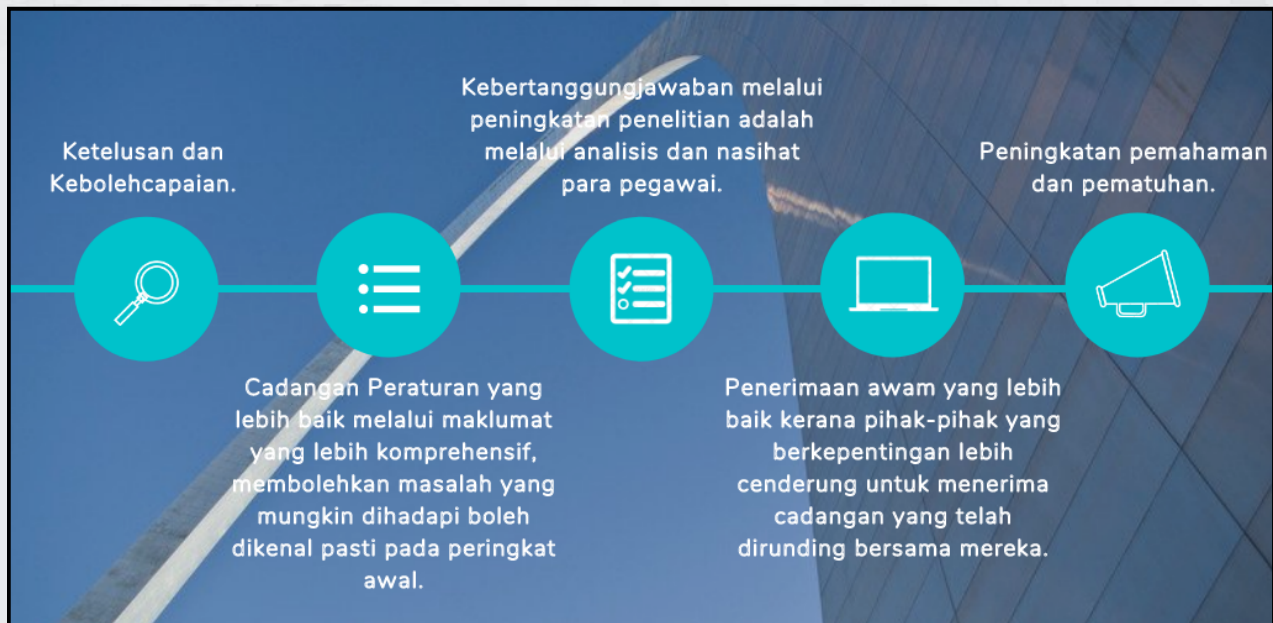 Ketelusan dan
Kebolehcapaian.
Cadangan Peraturan yang
lebih baik melalui maklumat
yang lebih komprehensif,
membolehkan masalah yang
mungkin dihadapi boleh
dikenal pasti pada peringkat
awal.
Kebertanggungjawaban melalui
peningkatan penelitian adalah
melalui analisis dan nasihat
para pegawai.
Penerimaan awam yang lebih
baik kerana pihak-pihak yang
berkepentingan lebih
cenderung untuk menerima
cadangan yang telah
dirunding bersama mereka.
Peningkatan pemahaman
dan pematuhan.